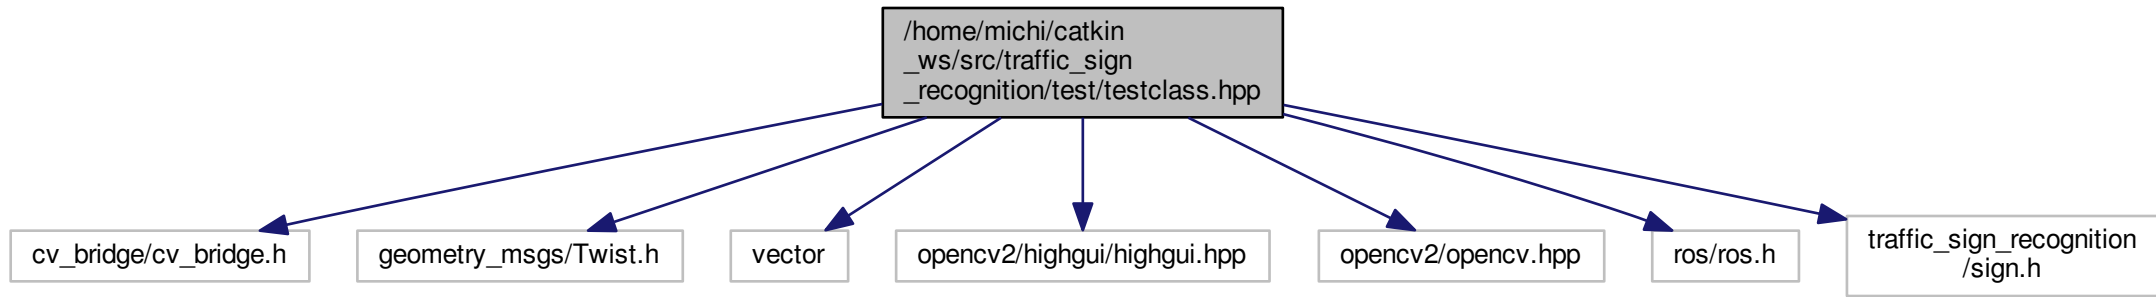 /home/michi/catkin
_ws/src/traffic_sign
_recognition/test/testclass.hpp
cv_bridge/cv_bridge.h
geometry_msgs/Twist.h
vector
opencv2/highgui/highgui.hpp
opencv2/opencv.hpp
ros/ros.h
traffic_sign_recognition
/sign.h